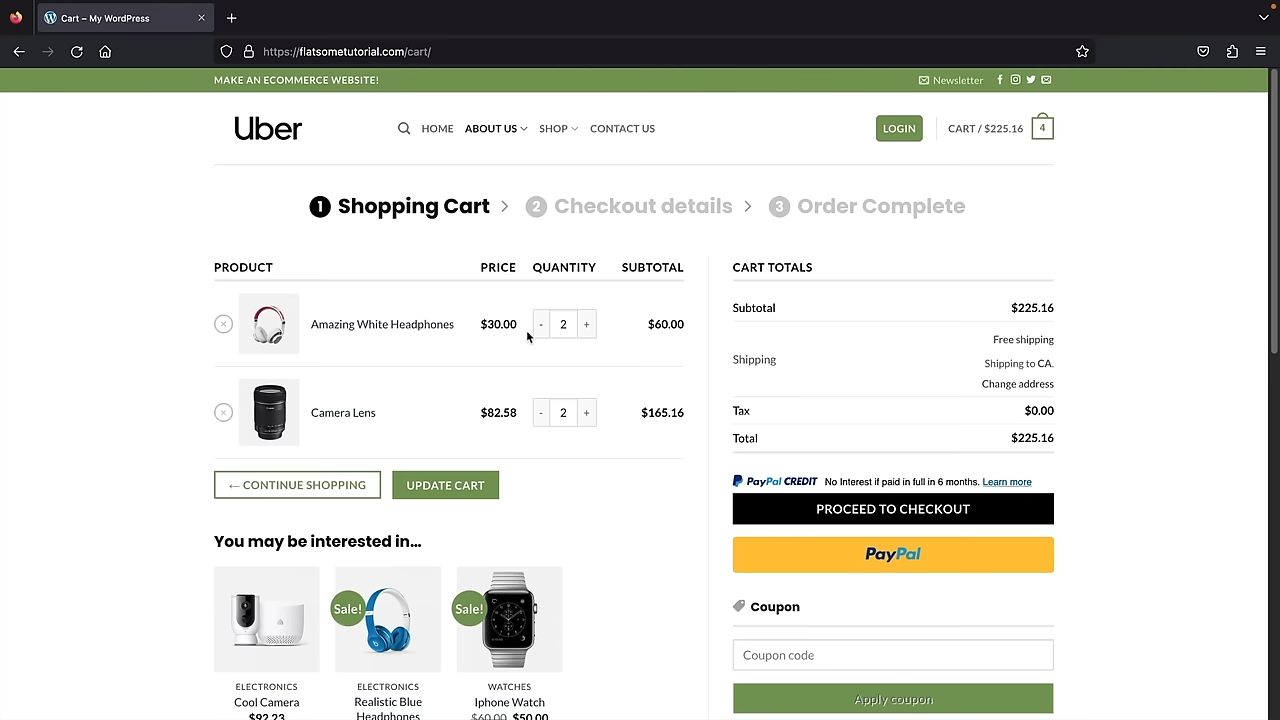 Cart – My WordPress
https://flatsometutorial.com/cart/
MAKE AN ECOMMERCE WEBSITE!
Newsletter
Uber
HOME
ABOUT US
SHOP
CONTACT US
LOGIN
CART / $225.16
4
1 Shopping Cart
2 Checkout details
3 Order Complete
PRODUCT PRICE QUANTITY SUBTOTAL
Amazing White Headphones $30.00 - 2 + $60.00
Camera Lens $82.58 - 2 + $165.16
← CONTINUE SHOPPING
UPDATE CART
You may be interested in…
ELECTRONICS
Cool Camera
$92.23
Sale!
ELECTRONICS
Realistic Blue
Headphones
Sale!
WATCHES
Iphone Watch
$60.00 $50.00
CART TOTALS
Subtotal $225.16
Shipping
Free shipping
Shipping to CA.
Change address
Tax $0.00
Total $225.16
PayPal CREDIT No Interest if paid in full in 6 months. Learn more
PROCEED TO CHECKOUT
PayPal
Coupon
Coupon code
Apply coupon